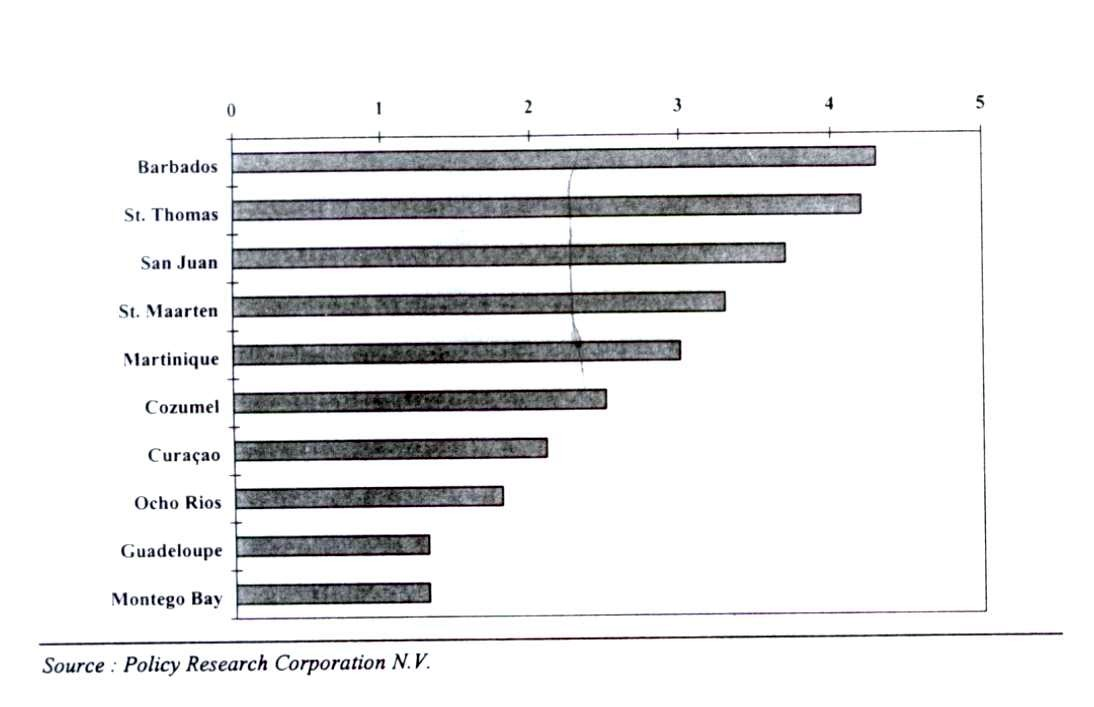 0 1 2 3 4 5
Barbados
St. Thomas
San Juan
St. Maarten
Martinique
Cozumel
Curaçao
Ocho Rios
Guadeloupe
Montego Bay
Source : Policy Research Corporation N.V.